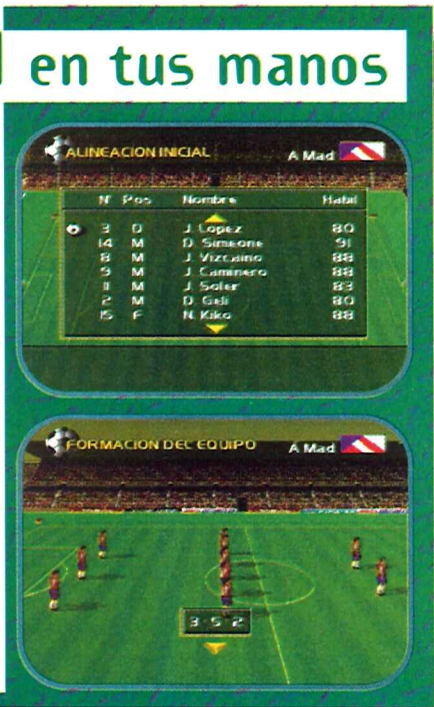 en tus manos
ALINEACION INICIAL A Mad
Nº Pos Nombre Habil
3 D J. Lopez 80
14 M D. Simeone 91
8 M J. Vizcaino 88
9 M J. Caminero 88
11 M J. Soler 83
2 M D. Geli 80
15 F N. Kiko 88
FORMACION DEL EQUIPO A Mad
3-5-2